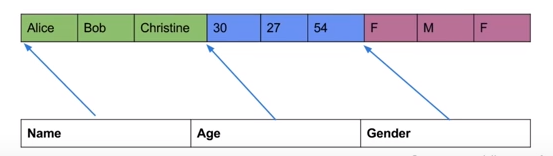 Alice Bob Christine 30 27 54 F M F
Name Age Gender